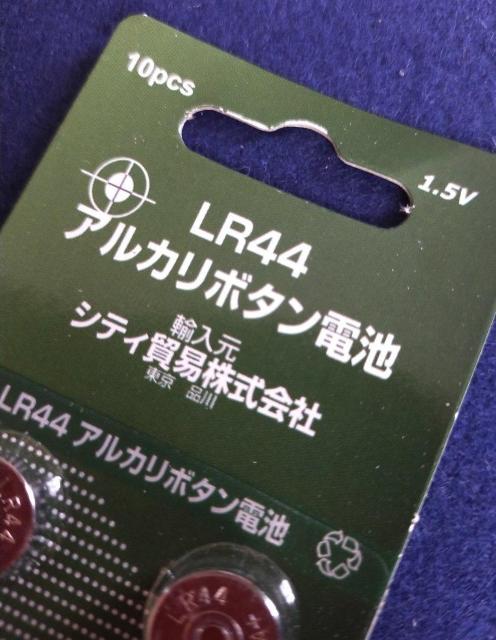 10pcs
1.5V
LR44
アルカリボタン電池
輸入元
シティ貿易株式会社
東京 品川
LR44 アルカリボタン電池
LR44
LR44